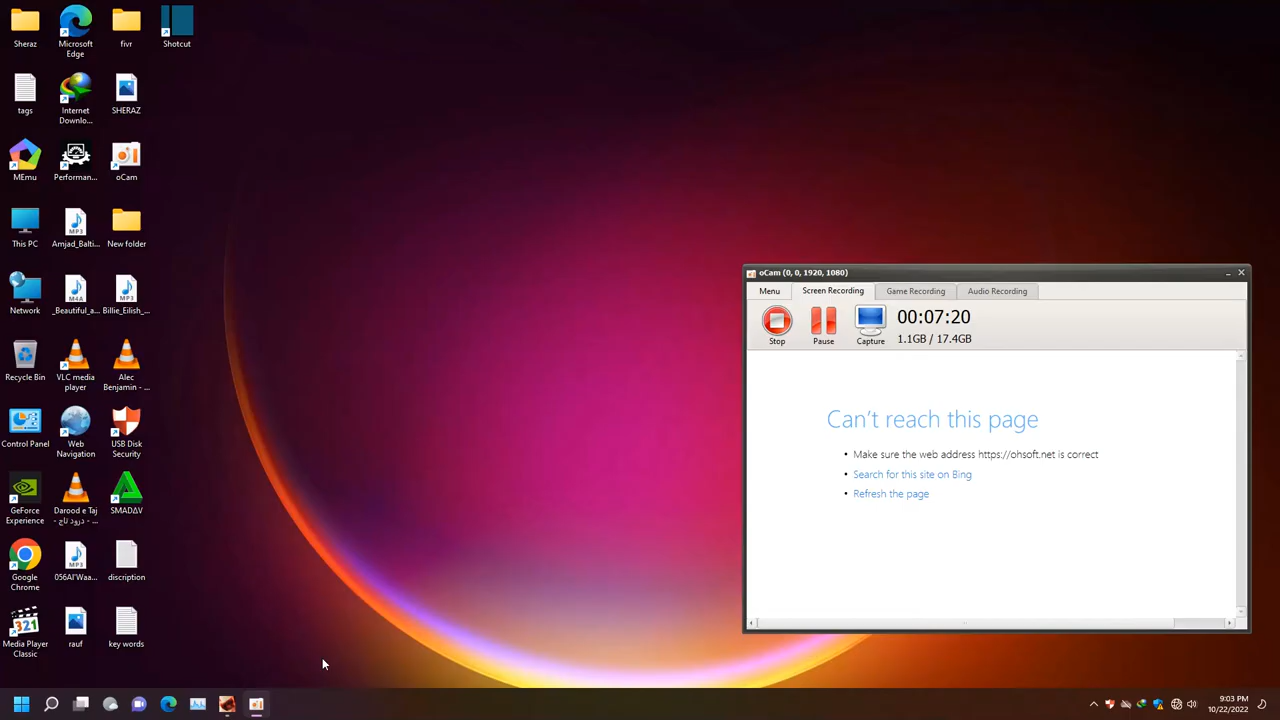 Sheraz
Microsoft
Edge
fivr
Shotcut
tags
Internet
Downlo...
SHERAZ
MEmu
Performan...
oCam
This PC
Amjad_Balti...
New folder
Network
_Beautiful_a...
Billie_Eilish_...
Recycle Bin
VLC media
player
Alec
Benjamin - ...
Control Panel
Web
Navigation
USB Disk
Security
GeForce
Experience
Darood e Taj
- درود تاج - ...
SMADΔV
Google
Chrome
056Al'Waa...
discription
Media Player
Classic
rauf
key words
oCam (0, 0, 1920, 1080)
Menu
Screen Recording
Game Recording
Audio Recording
Stop
Pause
Capture
00:07:20
1.1GB / 17.4GB
Can't reach this page
• Make sure the web address https://ohsoft.net is correct
• Search for this site on Bing
• Refresh the page
9:03 PM
10/22/2022